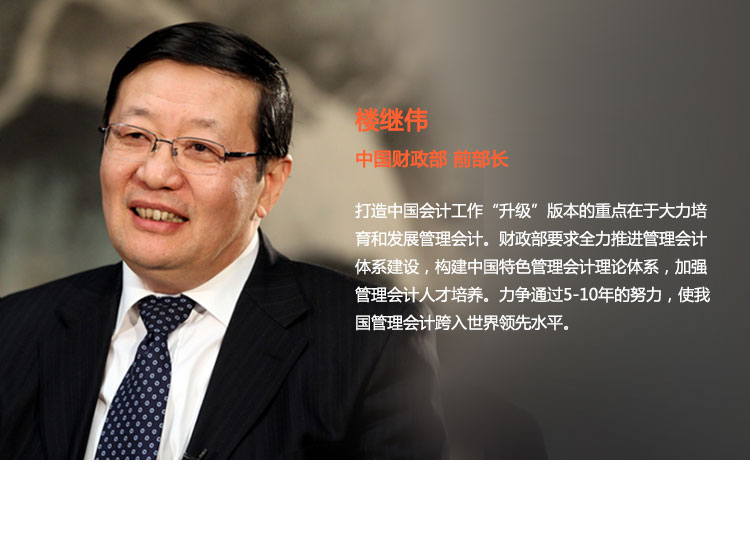 楼继伟
中国财政部 前部长
打造中国会计工作“升级”版本的重点在于大力培
育和发展管理会计。财政部要求全力推进管理会计
体系建设，构建中国特色管理会计理论体系，加强
管理会计人才培养。力争通过5-10年的努力，使我
国管理会计跨入世界领先水平。